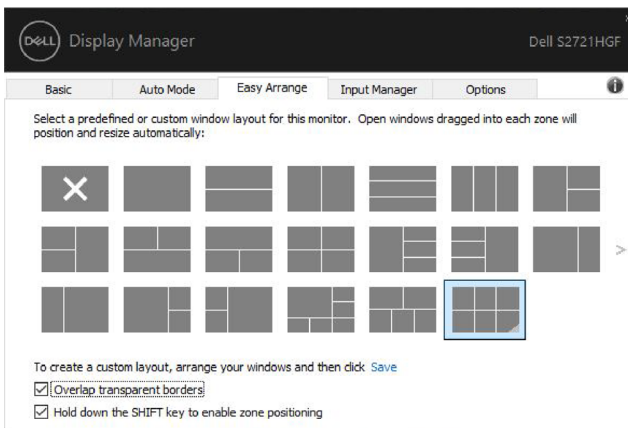 DELL Display Manager
Dell S2721HGF
Basic Auto Mode Easy Arrange Input Manager Options
Select a predefined or custom window layout for this monitor. Open windows dragged into each zone will
position and resize automatically:
To create a custom layout, arrange your windows and then click Save
Overlap transparent borders
Hold down the SHIFT key to enable zone positioning